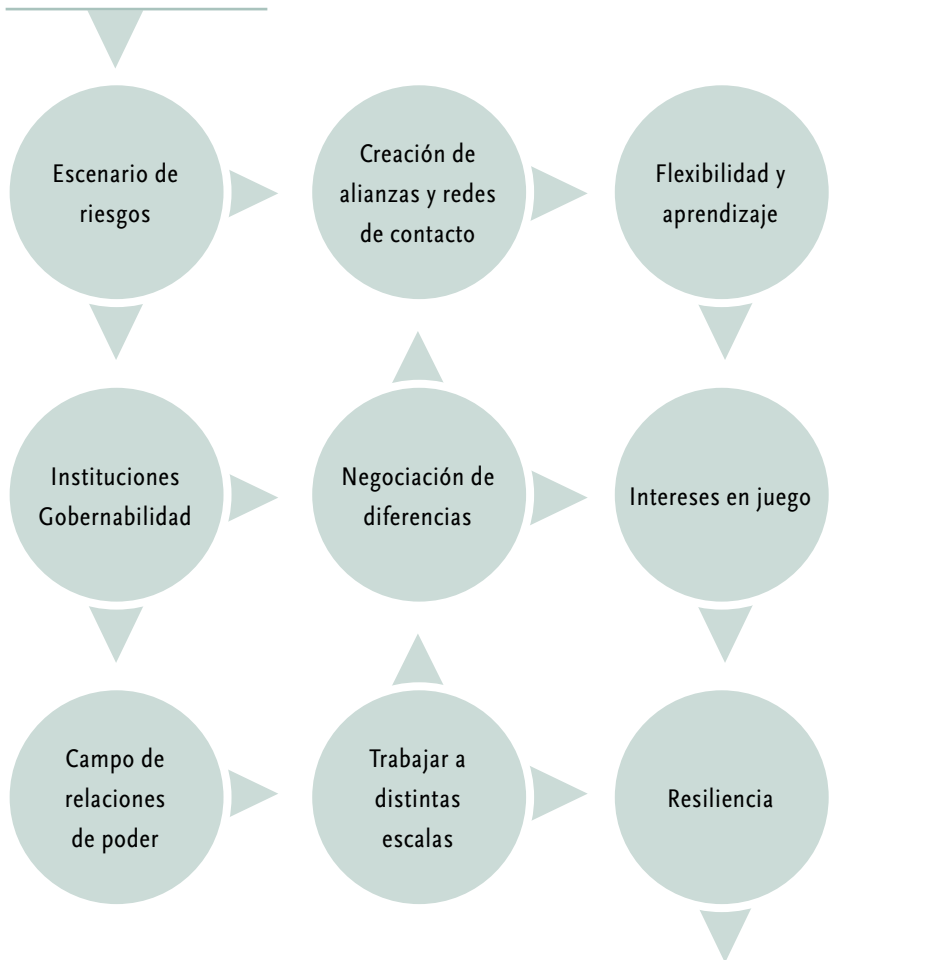 Escenario de
riesgos
Creación de
alianzas y redes
de contacto
Flexibilidad y
aprendizaje
Instituciones
Gobernabilidad
Negociación de
diferencias
Intereses en juego
Campo de
relaciones
de poder
Trabajar a
distintas
escalas
Resiliencia